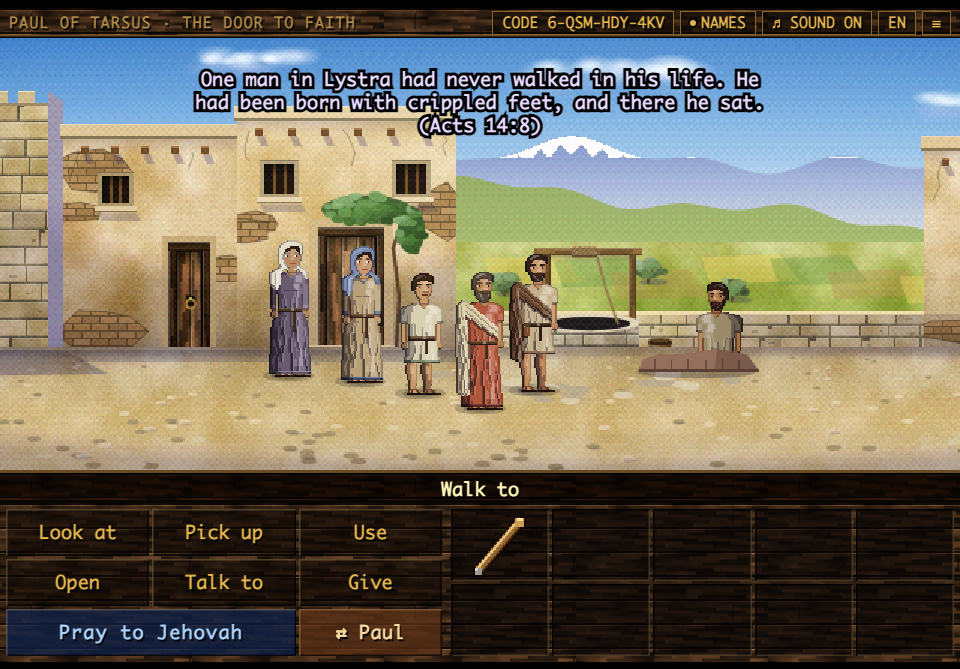 PAUL OF TARSUS · THE DOOR TO FAITH
CODE 6-QSM-HDY-4KV
• NAMES
♬ SOUND ON
EN
≡
One man in Lystra had never walked in his life. He
had been born with crippled feet, and there he sat.
(Acts 14:8)
Walk to
Look at
Pick up
Use
Open
Talk to
Give
Pray to Jehovah
⇄ Paul